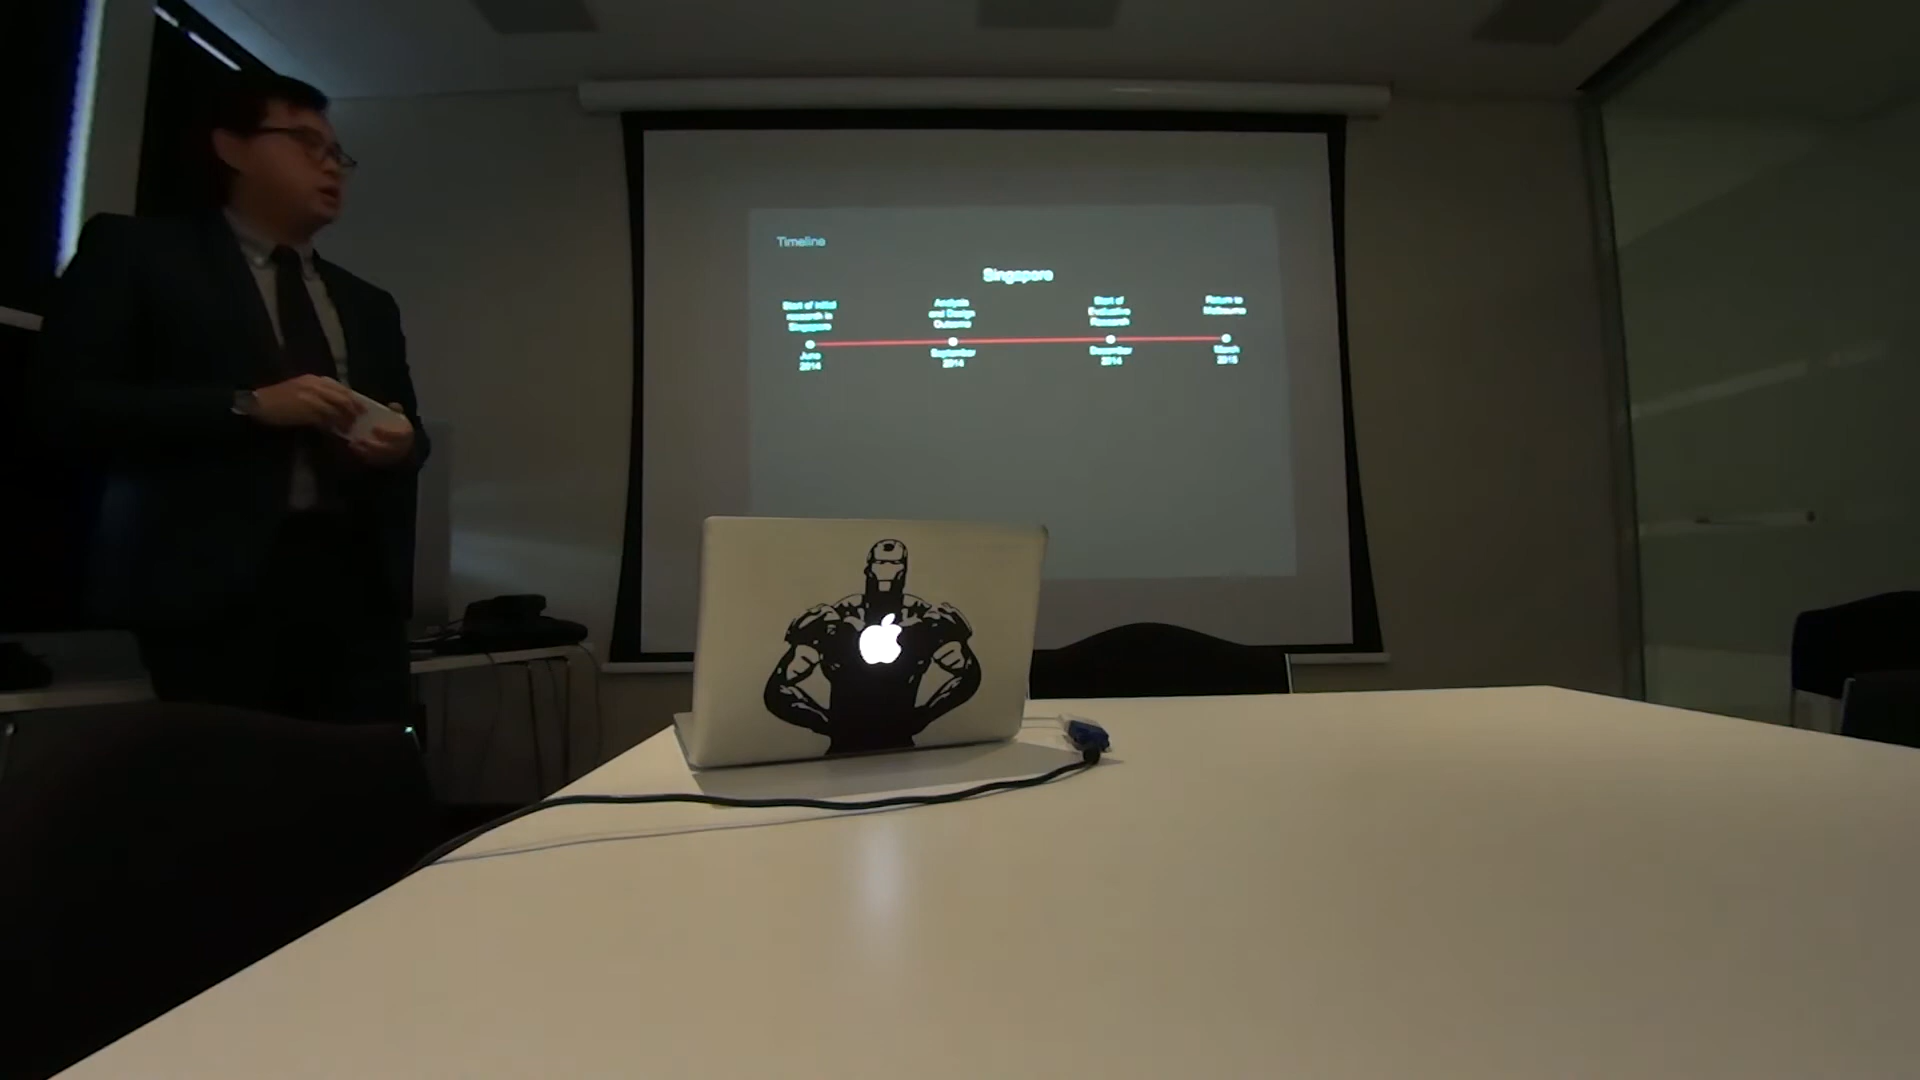 Timeline
Singapore
Start of initial
research in
Singapore
Analysis
and Design
Outcome
Start of
Evaluative
Research
Return to
Melbourne
June
2014
September
2014
December
2014
March
2015